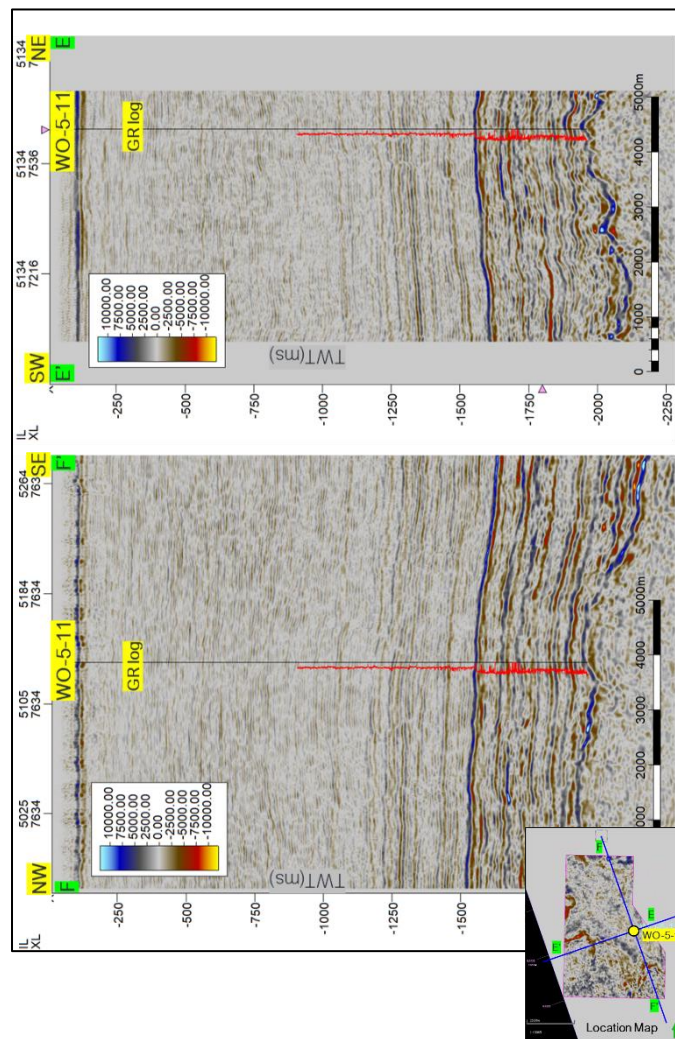 NW
F
WO-5-11
SE
F'
IL
XL
5025
7634
5105
7634
5184
7634
5264
763
GR log
10000.00
7500.00
5000.00
2500.00
0.00
-2500.00
-5000.00
-7500.00
-10000.00
TWT(ms)
-250
-500
-750
-1000
-1250
-1500
1000
2000
3000
4000
5000m
SW
E'
WO-5-11
NE
E
IL
XL
5134
7216
5134
7536
5134
7
GR log
10000.00
7500.00
5000.00
2500.00
0.00
-2500.00
-5000.00
-7500.00
-10000.00
TWT(ms)
-250
-500
-750
-1000
-1250
-1500
-1750
-2000
-2250
0
1000
2000
3000
4000
5000m
WO-5-
Location Map